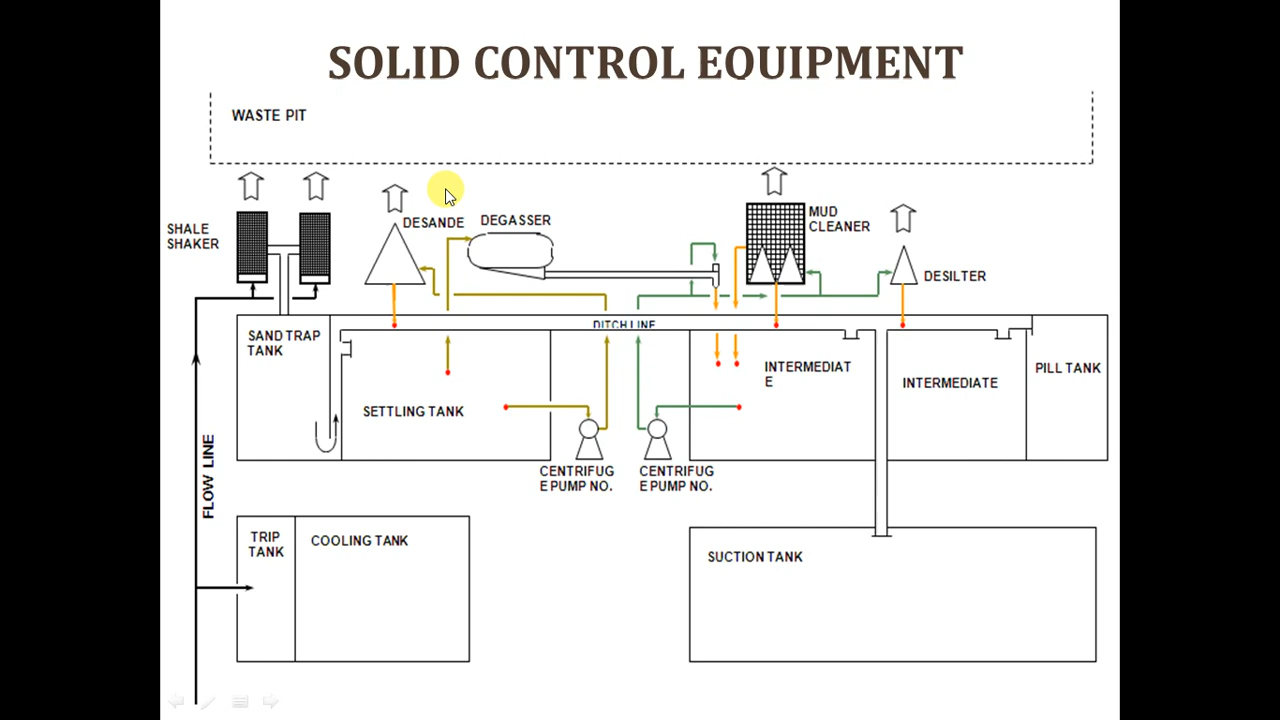 SOLID CONTROL EQUIPMENT
WASTE PIT
SHALE
SHAKER
DESANDE
DEGASSER
MUD
CLEANER
DESILTER
DITCH LINE
SAND TRAP
TANK
SETTLING TANK
INTERMEDIAT
E
INTERMEDIATE
PILL TANK
FLOW LINE
CENTRIFUG
E PUMP NO.
CENTRIFUG
E PUMP NO.
TRIP
TANK
COOLING TANK
SUCTION TANK